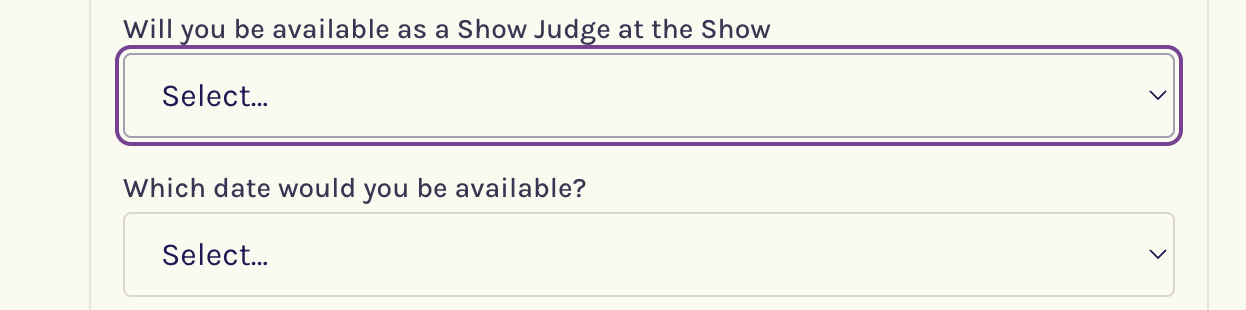 Will you be available as a Show Judge at the Show
Select...
Which date would you be available?
Select...